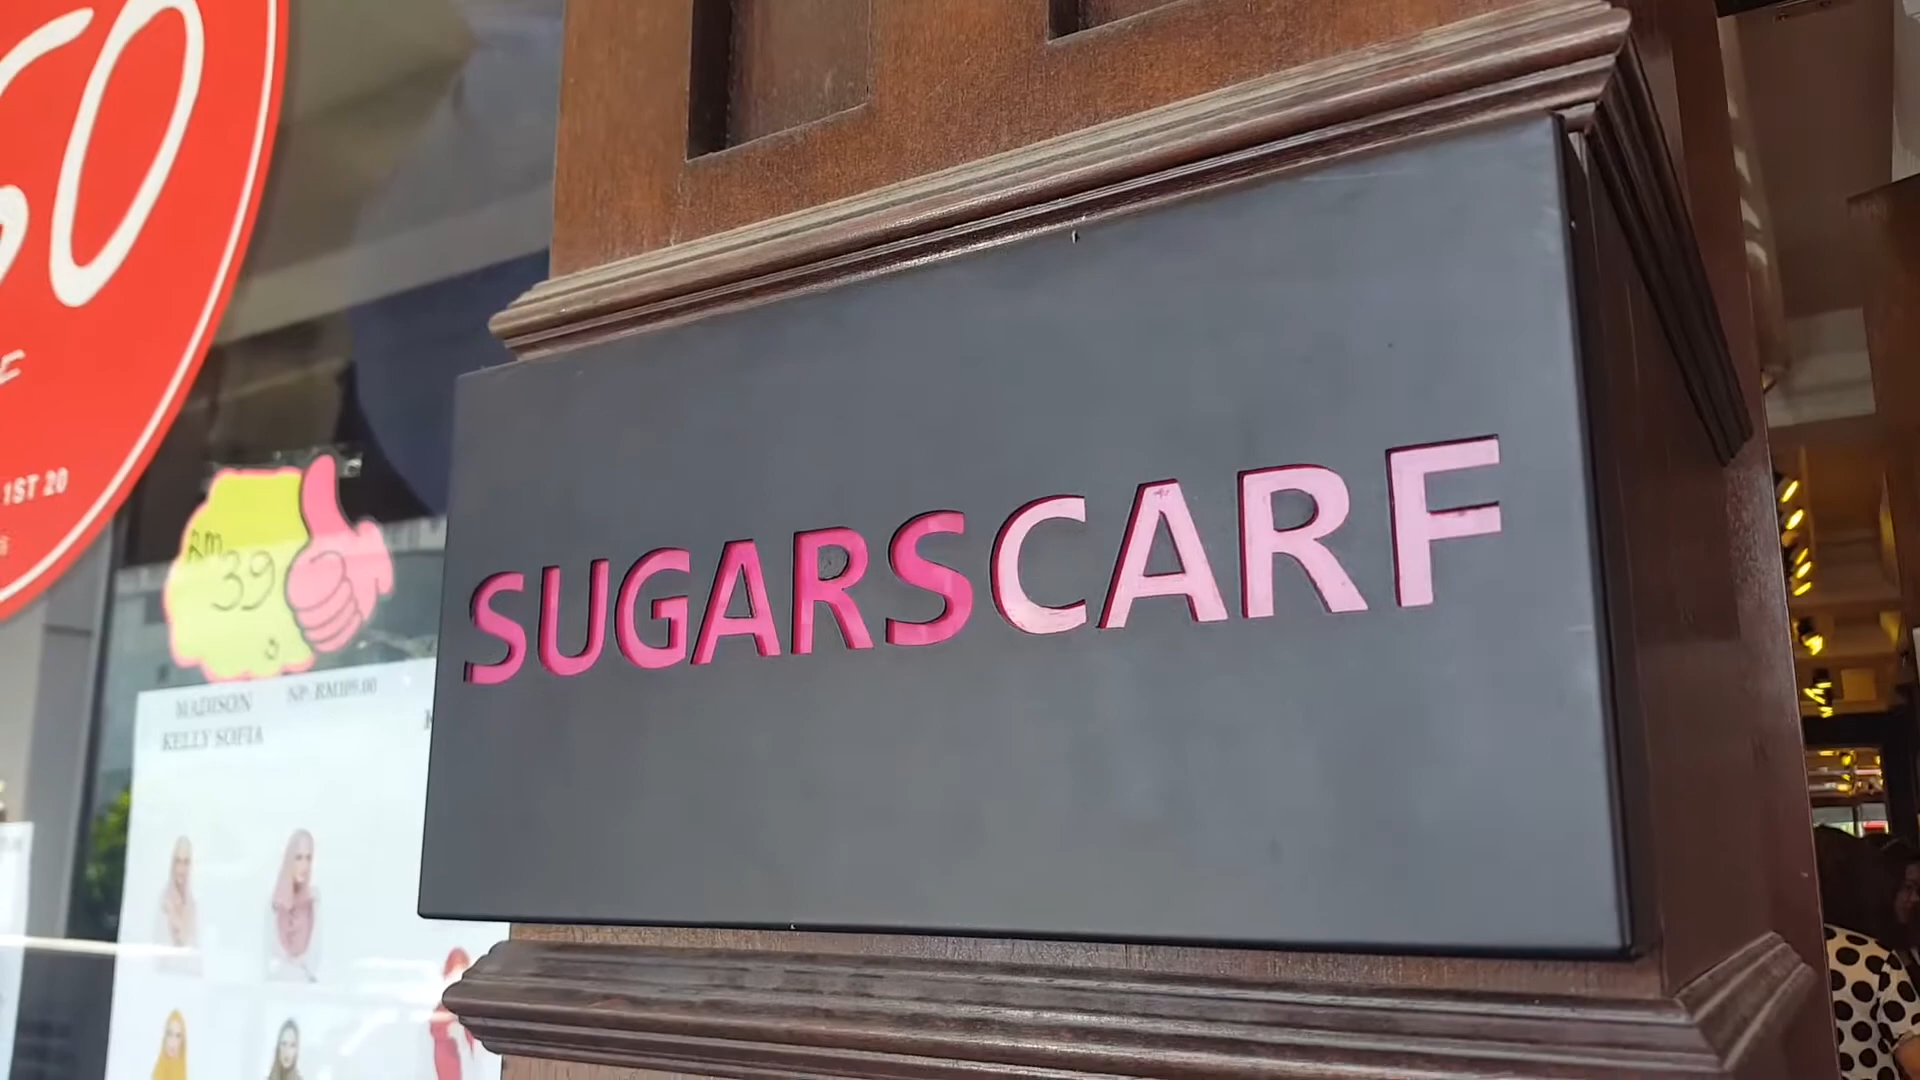 1ST 20
RM
39
MADISON NP: RM109.00
KELLY SOFIA
SUGARSCARF